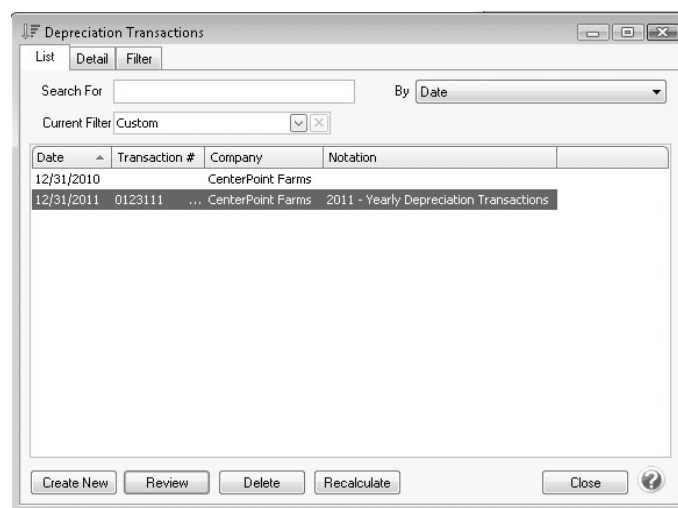 Depreciation Transactions
List Detail Filter
Search For By Date
Current Filter Custom
Date Transaction # Company Notation
12/31/2010 CenterPoint Farms
12/31/2011 0123111 ... CenterPoint Farms 2011 - Yearly Depreciation Transactions
Create New Review Delete Recalculate Close ?